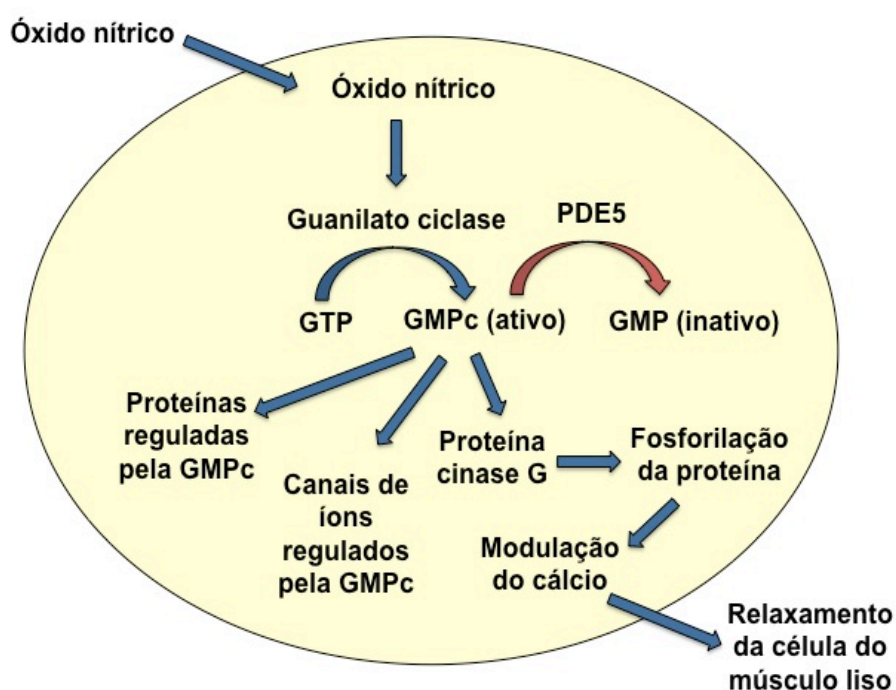 Óxido nítrico
Óxido nítrico
Guanilato ciclase
PDE5
GTP
GMPc (ativo)
GMP (inativo)
Proteínas
reguladas
pela GMPc
Canais de
íons
regulados
pela GMPc
Proteína
cinase G
Fosforilação
da proteína
Modulação
do cálcio
Relaxamento
da célula do
músculo liso